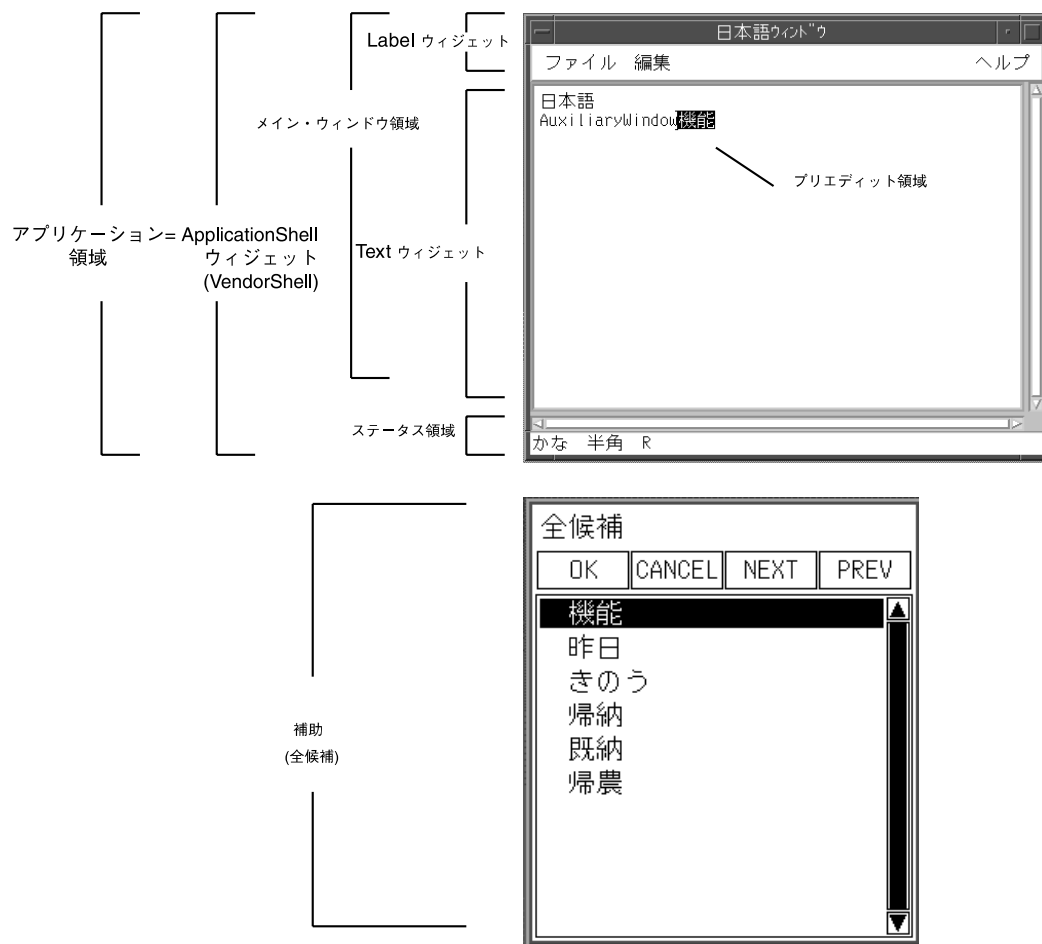 Label ウィジェット
メイン・ウィンドウ領域
アプリケーション= ApplicationShell
領域 ウィジェット
(VendorShell)
Text ウィジェット
ステータス領域
日本語ｳｨﾝﾄﾞｳ
ファイル 編集 ヘルプ
日本語
AuxiliaryWindow機能
プリエディット領域
かな 半角 R
補助
(全候補)
全候補
OK CANCEL NEXT PREV
機能
昨日
きのう
帰納
既納
帰農